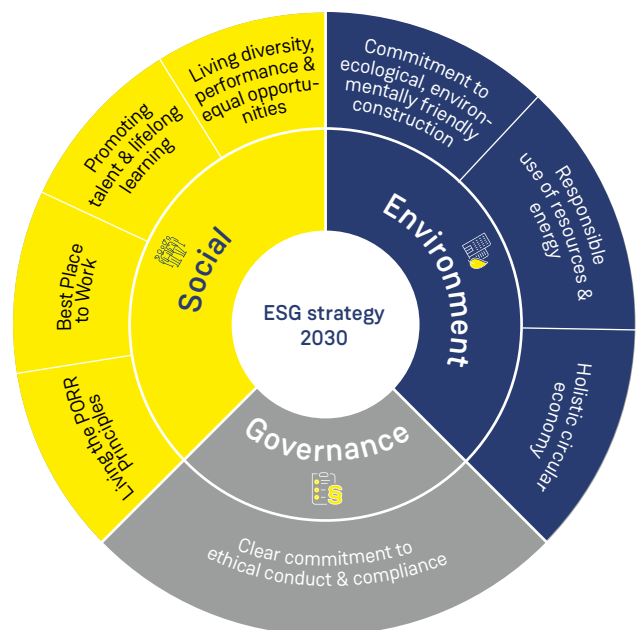 ESG strategy
2030
Environment
Commitment to
ecological, environ-
mentally friendly
construction
Responsible
use of resources &
energy
Holistic circular
economy
Governance
§
Clear commitment to
ethical conduct & compliance
Social
Living the PORR
principles
Best Place
to Work
Promoting
talent & lifelong
learning
Living diversity,
performance &
equal opportu-
nities